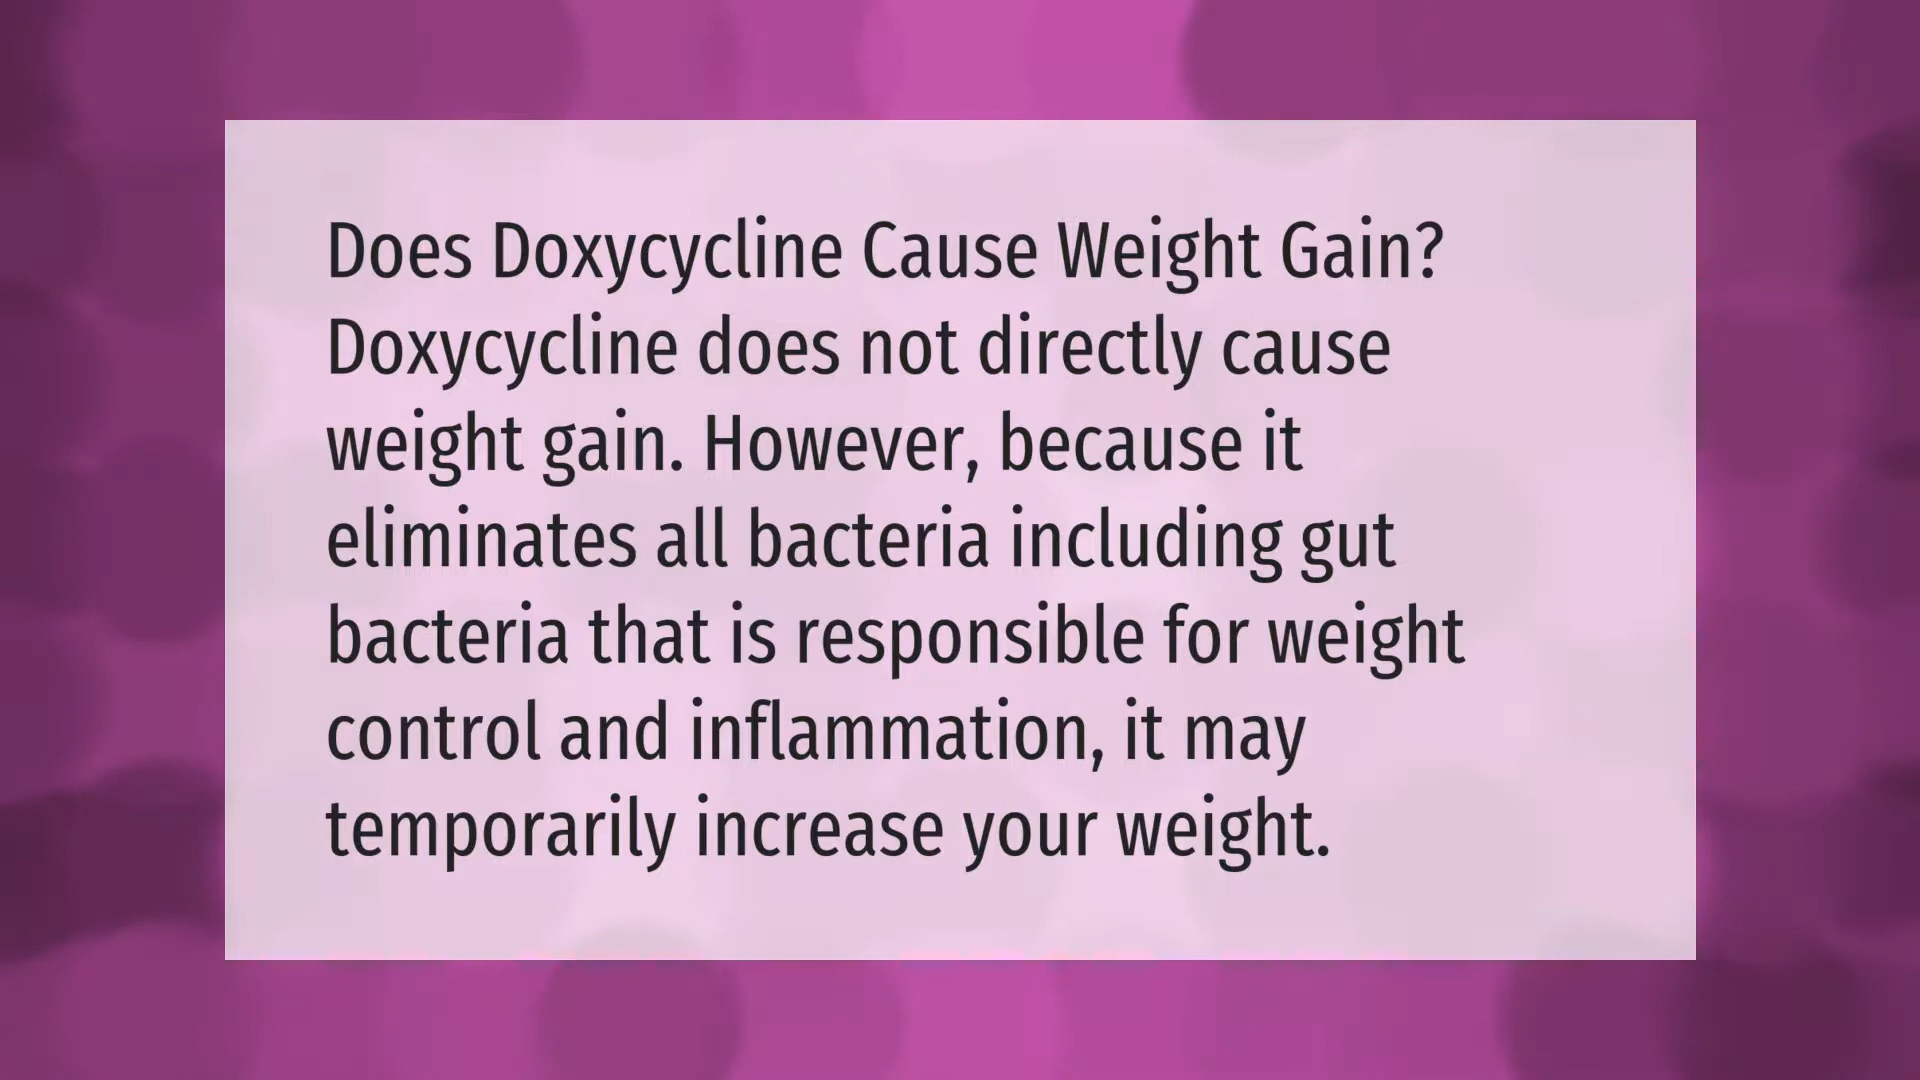 Does Doxycycline Cause Weight Gain?
Doxycycline does not directly cause
weight gain. However, because it
eliminates all bacteria including gut
bacteria that is responsible for weight
control and inflammation, it may
temporarily increase your weight.